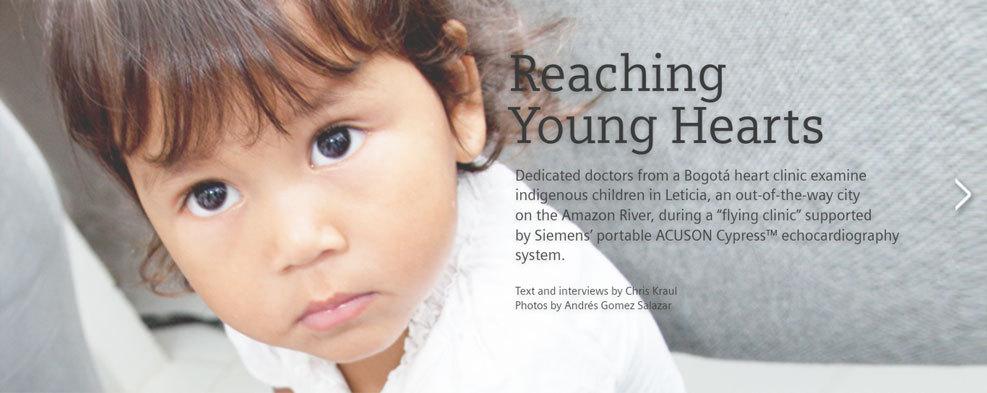 Reaching
Young Hearts
Dedicated doctors from a Bogotá heart clinic examine
indigenous children in Leticia, an out-of-the-way city
on the Amazon River, during a “flying clinic” supported
by Siemens’ portable ACUSON Cypress™ echocardiography
system.
Text and interviews by Chris Kraul
Photos by Andrés Gomez Salazar